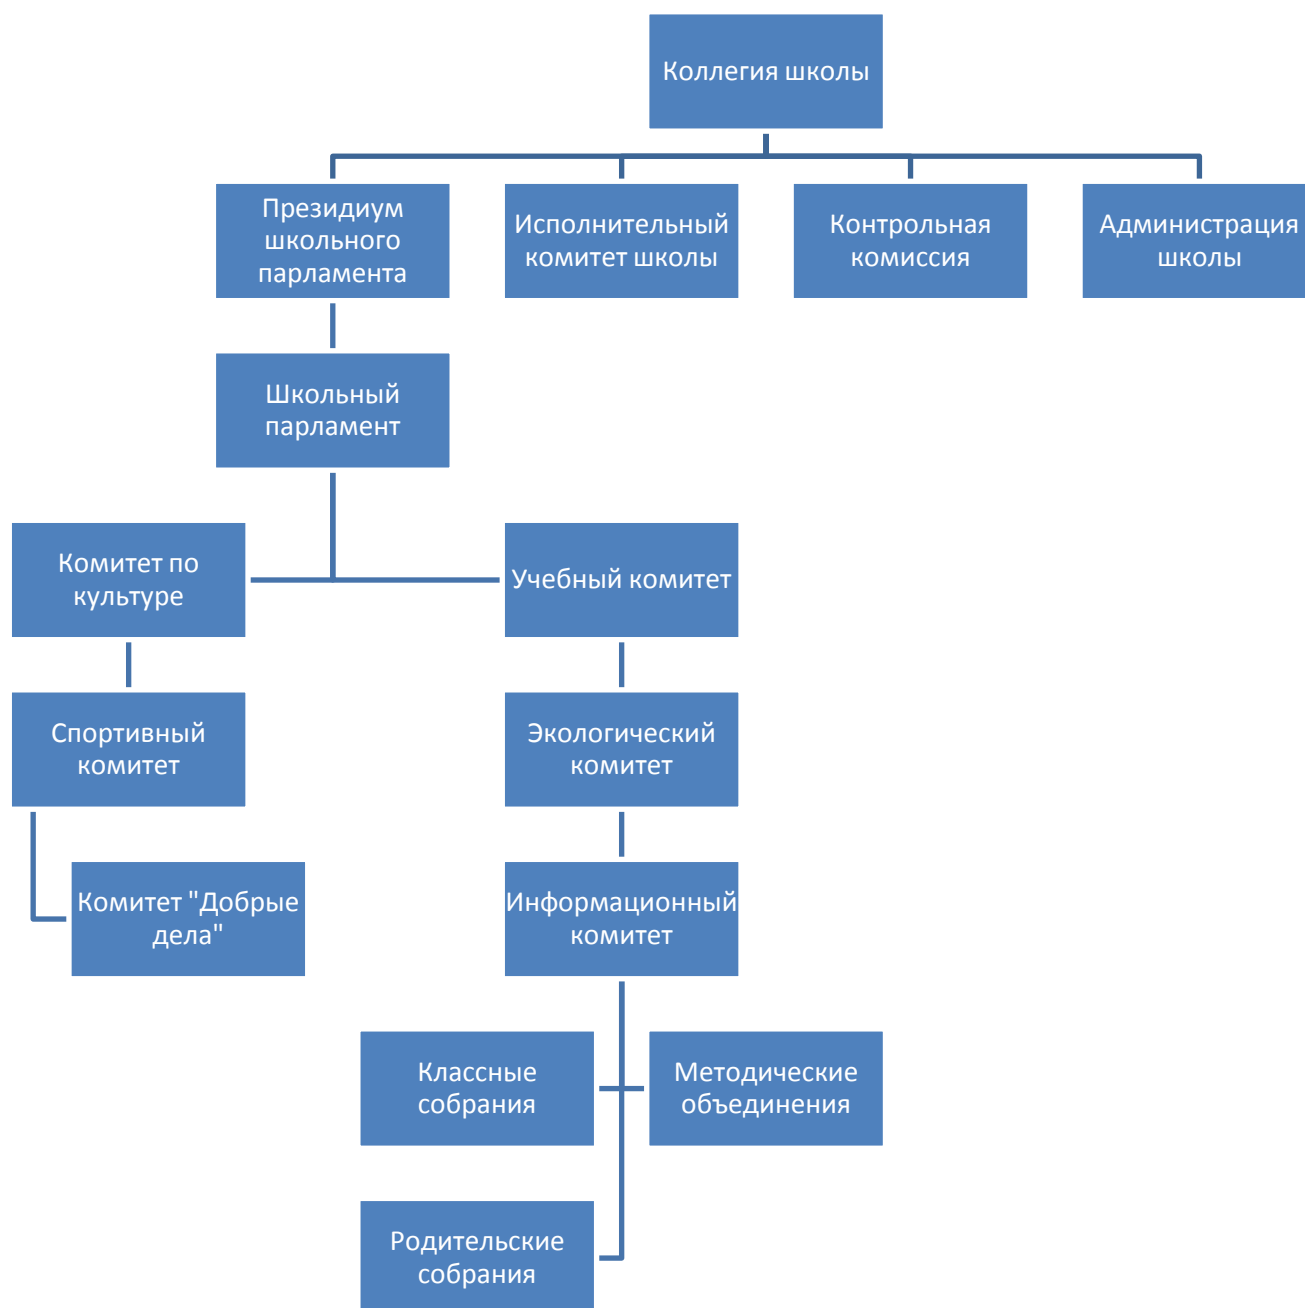 Коллегия школы
Президиум
школьного
парламента
Исполнительный
комитет школы
Контрольная
комиссия
Администрация
школы
Школьный
парламент
Комитет по
культуре
Учебный комитет
Спортивный
комитет
Экологический
комитет
Комитет "Добрые
дела"
Информационный
комитет
Классные
собрания
Методические
объединения
Родительские
собрания